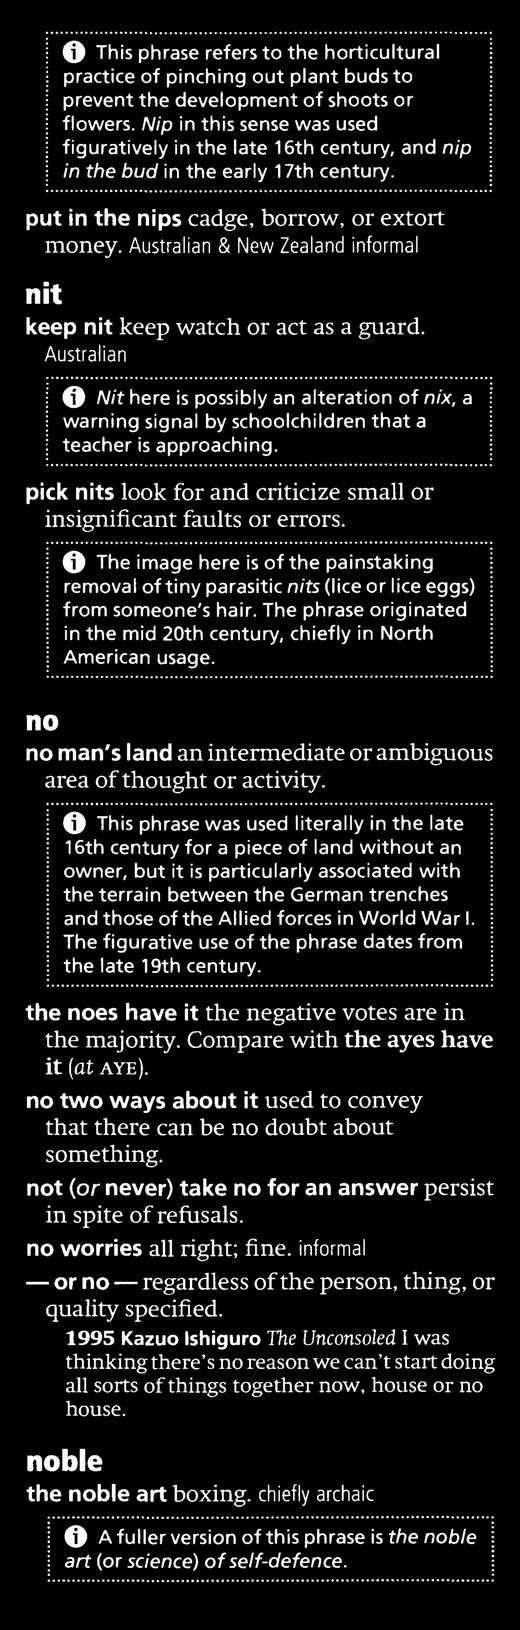 ⓘ This phrase refers to the horticultural
practice of pinching out plant buds to
prevent the development of shoots or
flowers. Nip in this sense was used
figuratively in the late 16th century, and nip
in the bud in the early 17th century.
put in the nips cadge, borrow, or extort
money. Australian & New Zealand informal
nit
keep nit keep watch or act as a guard.
Australian
ⓘ Nit here is possibly an alteration of nix, a
warning signal by schoolchildren that a
teacher is approaching.
pick nits look for and criticize small or
insignificant faults or errors.
ⓘ The image here is of the painstaking
removal of tiny parasitic nits (lice or lice eggs)
from someone's hair. The phrase originated
in the mid 20th century, chiefly in North
American usage.
no
no man's land an intermediate or ambiguous
area of thought or activity.
ⓘ This phrase was used literally in the late
16th century for a piece of land without an
owner, but it is particularly associated with
the terrain between the German trenches
and those of the Allied forces in World War I.
The figurative use of the phrase dates from
the late 19th century.
the noes have it the negative votes are in
the majority. Compare with the ayes have
it (at AYE).
no two ways about it used to convey
that there can be no doubt about
something.
not (or never) take no for an answer persist
in spite of refusals.
no worries all right; fine. informal
— or no — regardless of the person, thing, or
quality specified.
1995 Kazuo Ishiguro The Unconsoled I was
thinking there's no reason we can't start doing
all sorts of things together now, house or no
house.
noble
the noble art boxing. chiefly archaic
ⓘ A fuller version of this phrase is the noble
art (or science) of self-defence.